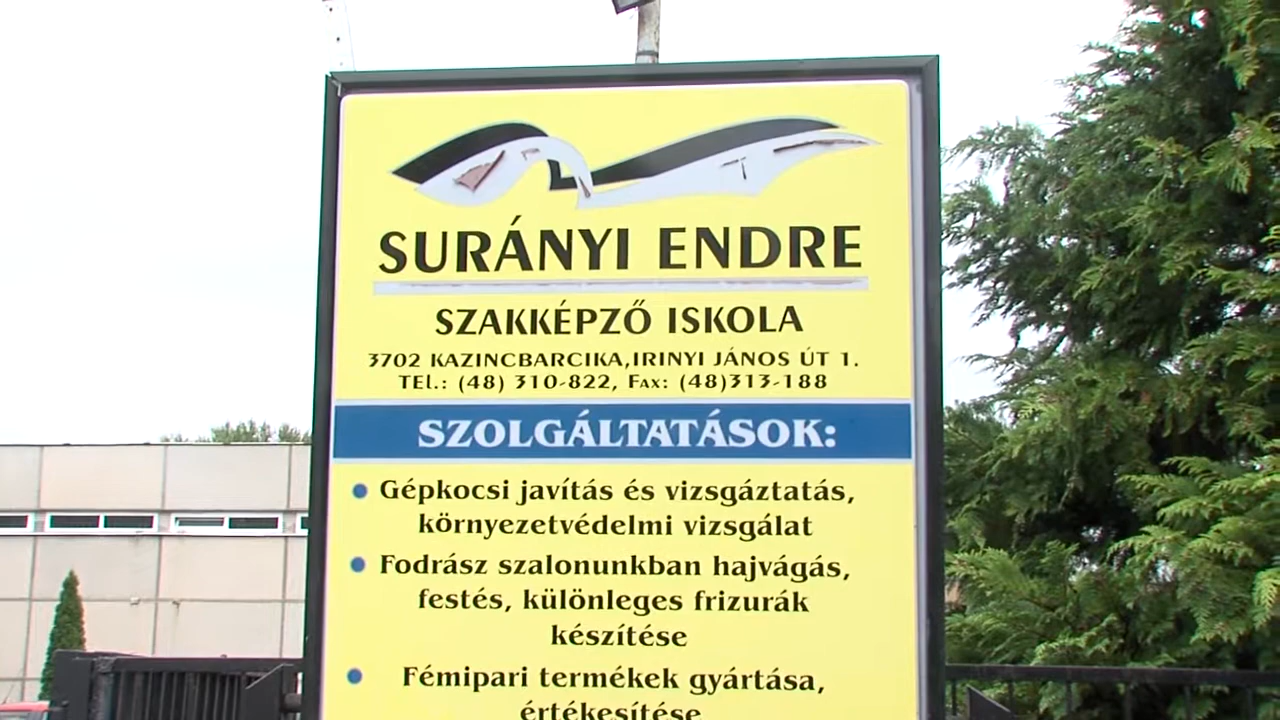 SURÁNYI ENDRE
SZAKKÉPZŐ ISKOLA
3702 KAZINCBARCIKA,IRINYI JÁNOS ÚT 1.
TEl.: (48) 310-822, Fax: (48)313-188
SZOLGÁLTATÁSOK:
Gépkocsi javítás és vizsgáztatás,
környezetvédelmi vizsgálat
Fodrász szalonunkban hajvágás,
festés, különleges frizurák
készítése
Fémipari termékek gyártása,
értékesítése